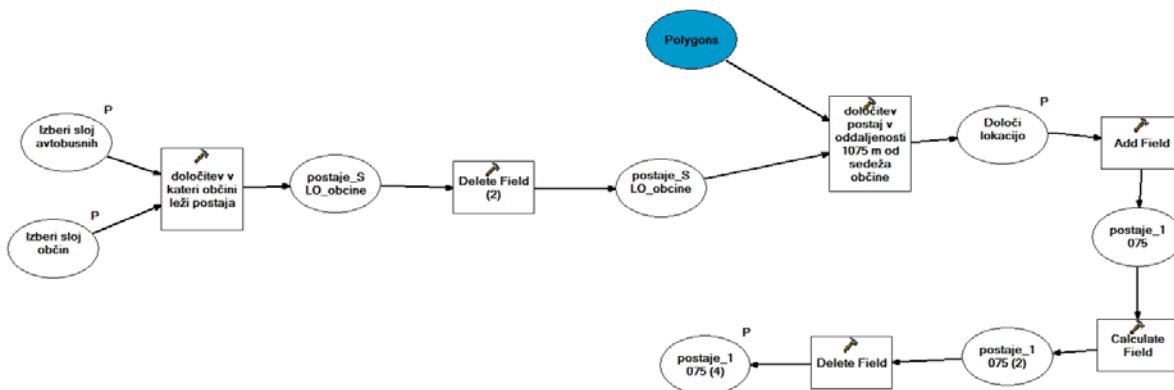 Polygons
P
Izberi sloj
avtobusnih
določitev v
kateri občini
leži postaja
P
Izberi sloj
občin
postaje_S
LO_obcine
Delete Field
(2)
postaje_S
LO_obcine
določitev
postaj v
oddaljenosti
1075 m od
sedeža
občine
P
Določi
lokacijo
Add Field
postaje_1
075
Calculate
Field
postaje_1
075 (2)
Delete Field
P
postaje_1
075 (4)